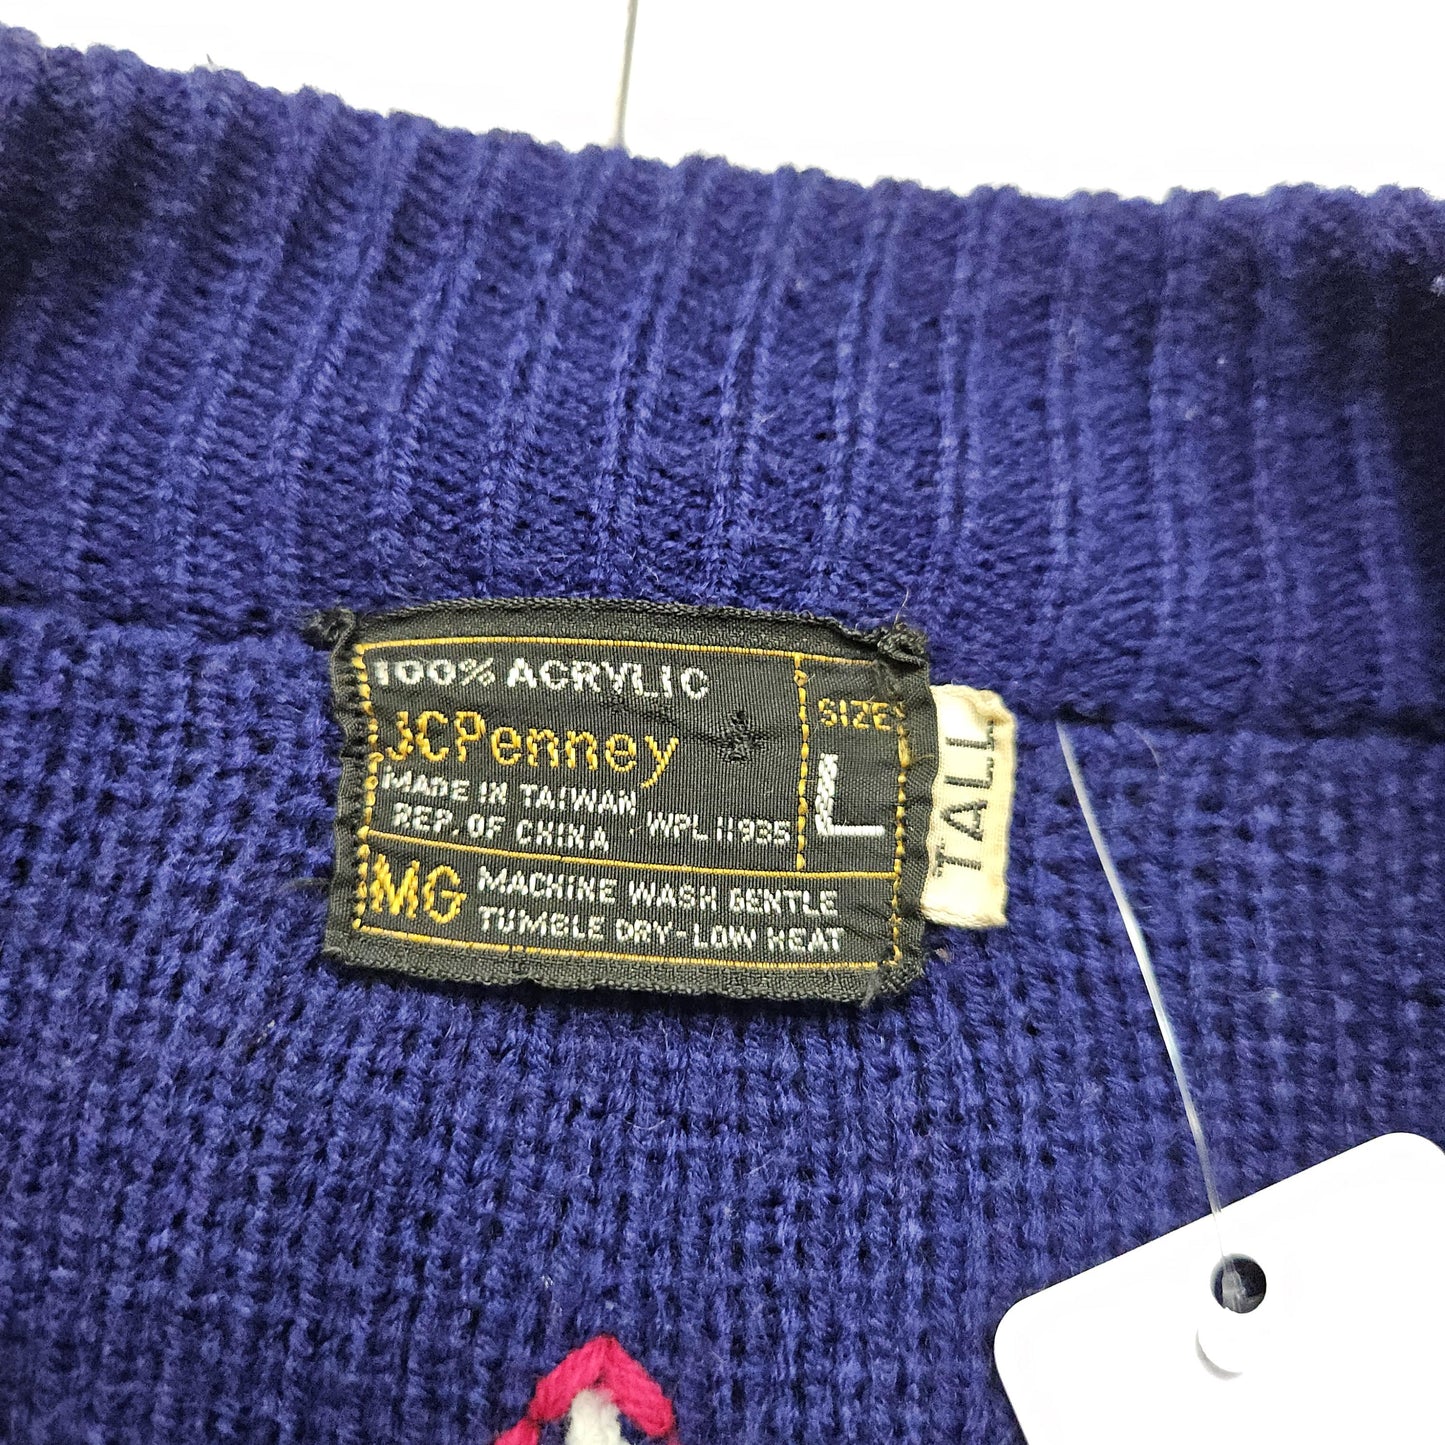 100% ACRYLIC
JCPenney
MADE IN TAIWAN
REP. OF CHINA WPL 11935
SIZE
L
TALL
MG MACHINE WASH GENTLE
TUMBLE DRY-LOW HEAT